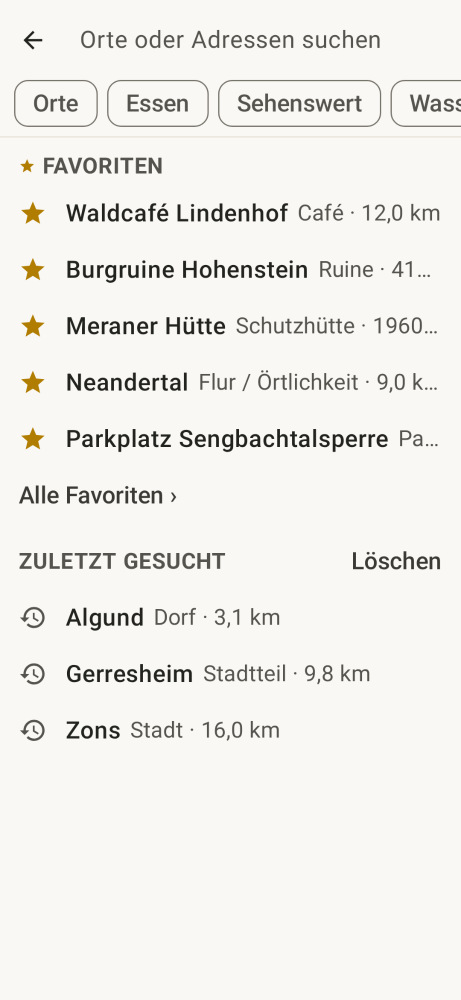 Orte oder Adressen suchen
Orte Essen Sehenswert Wass
FAVORITEN
Waldcafé Lindenhof Café · 12,0 km
Burgruine Hohenstein Ruine · 41…
Meraner Hütte Schutzhütte · 1960…
Neandertal Flur / Örtlichkeit · 9,0 k…
Parkplatz Sengbachtalsperre Pa…
Alle Favoriten ›
ZULETZT GESUCHT Löschen
Algund Dorf · 3,1 km
Gerresheim Stadtteil · 9,8 km
Zons Stadt · 16,0 km